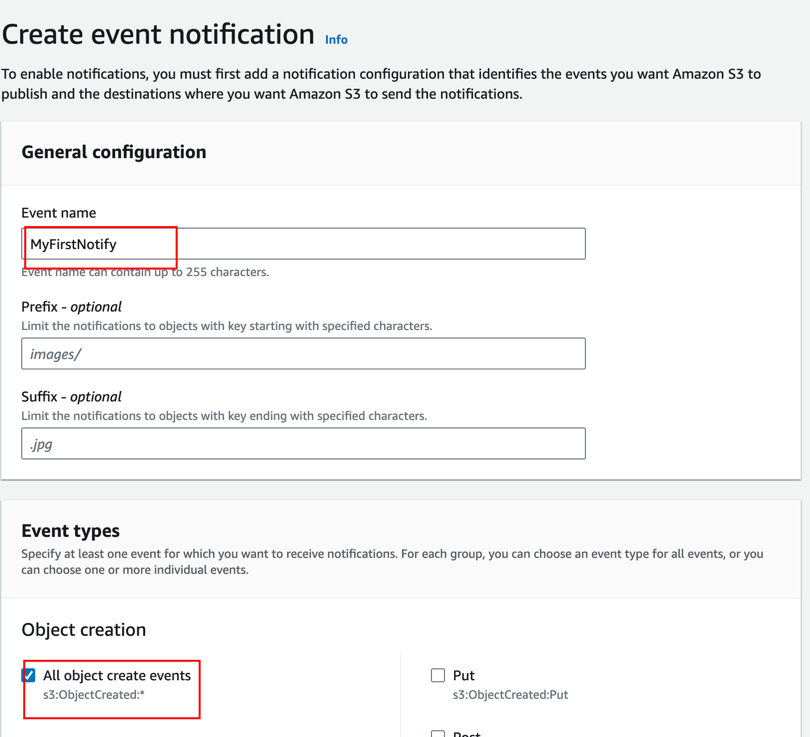 Create event notification Info
To enable notifications, you must first add a notification configuration that identifies the events you want Amazon S3 to
publish and the destinations where you want Amazon S3 to send the notifications.
General configuration
Event name
MyFirstNotify
Event name can contain up to 255 characters.
Prefix - optional
Limit the notifications to objects with key starting with specified characters.
images/
Suffix - optional
Limit the notifications to objects with key ending with specified characters.
.jpg
Event types
Specify at least one event for which you want to receive notifications. For each group, you can choose an event type for all events, or you
can choose one or more individual events.
Object creation
All object create events
s3:ObjectCreated:*
Put
s3:ObjectCreated:Put
Post